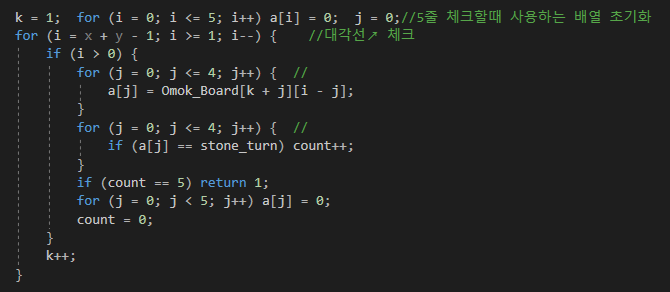 k = 1;  for (i = 0; i <= 5; i++) a[i] = 0;  j = 0;//5줄 체크할때 사용하는 배열 초기화
for (i = x + y - 1; i >= 1; i--) {    //대각선↗ 체크
    if (i > 0) {
        for (j = 0; j <= 4; j++) {  //
            a[j] = Omok_Board[k + j][i - j];
        }
        for (j = 0; j <= 4; j++) {  //
            if (a[j] == stone_turn) count++;
        }
        if (count == 5) return 1;
        for (j = 0; j < 5; j++) a[j] = 0;
        count = 0;
    }
    k++;
}